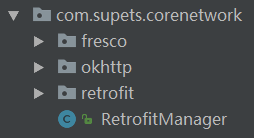 com.supets.corenetwork
fresco
okhttp
retrofit
RetrofitManager